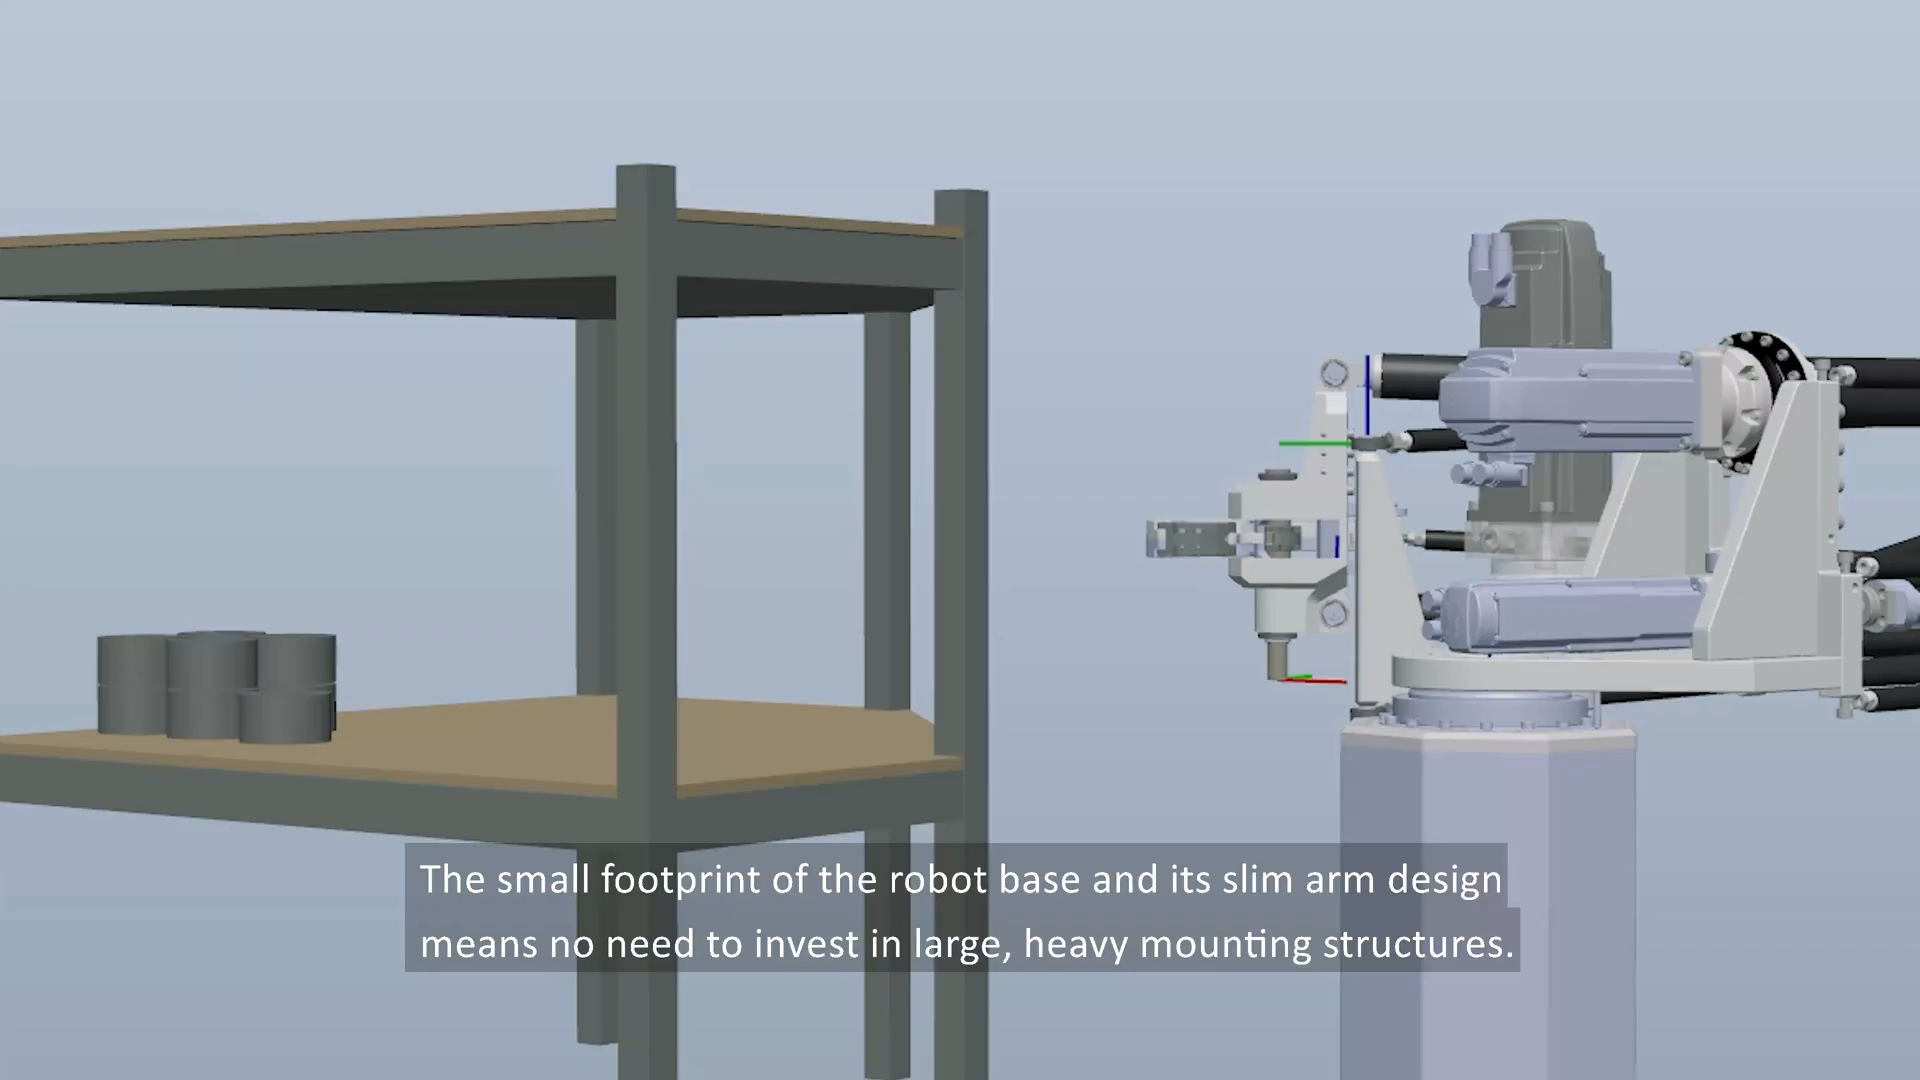 The small footprint of the robot base and its slim arm design
means no need to invest in large, heavy mounting structures.